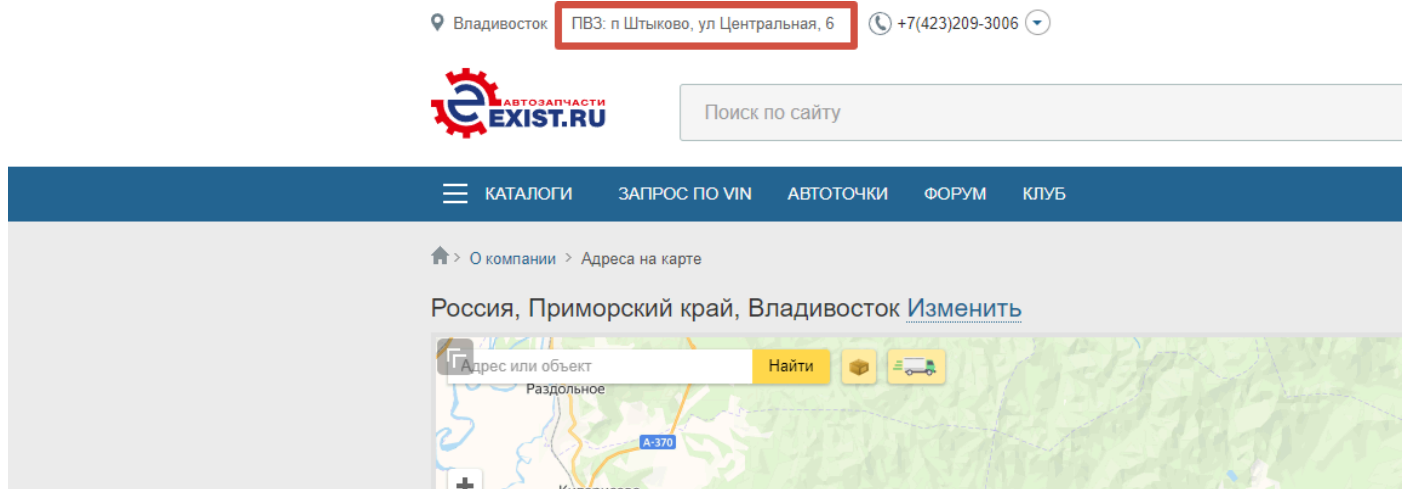 Владивосток ПВЗ: п Штыково, ул Центральная, 6 +7(423)209-3006
АВТОЗАПЧАСТИ
EXIST.RU
Поиск по сайту
КАТАЛОГИ ЗАПРОС ПО VIN АВТОТОЧКИ ФОРУМ КЛУБ
О компании > Адреса на карте
Россия, Приморский край, Владивосток Изменить
Адрес или объект Найти
Раздольное
А-370